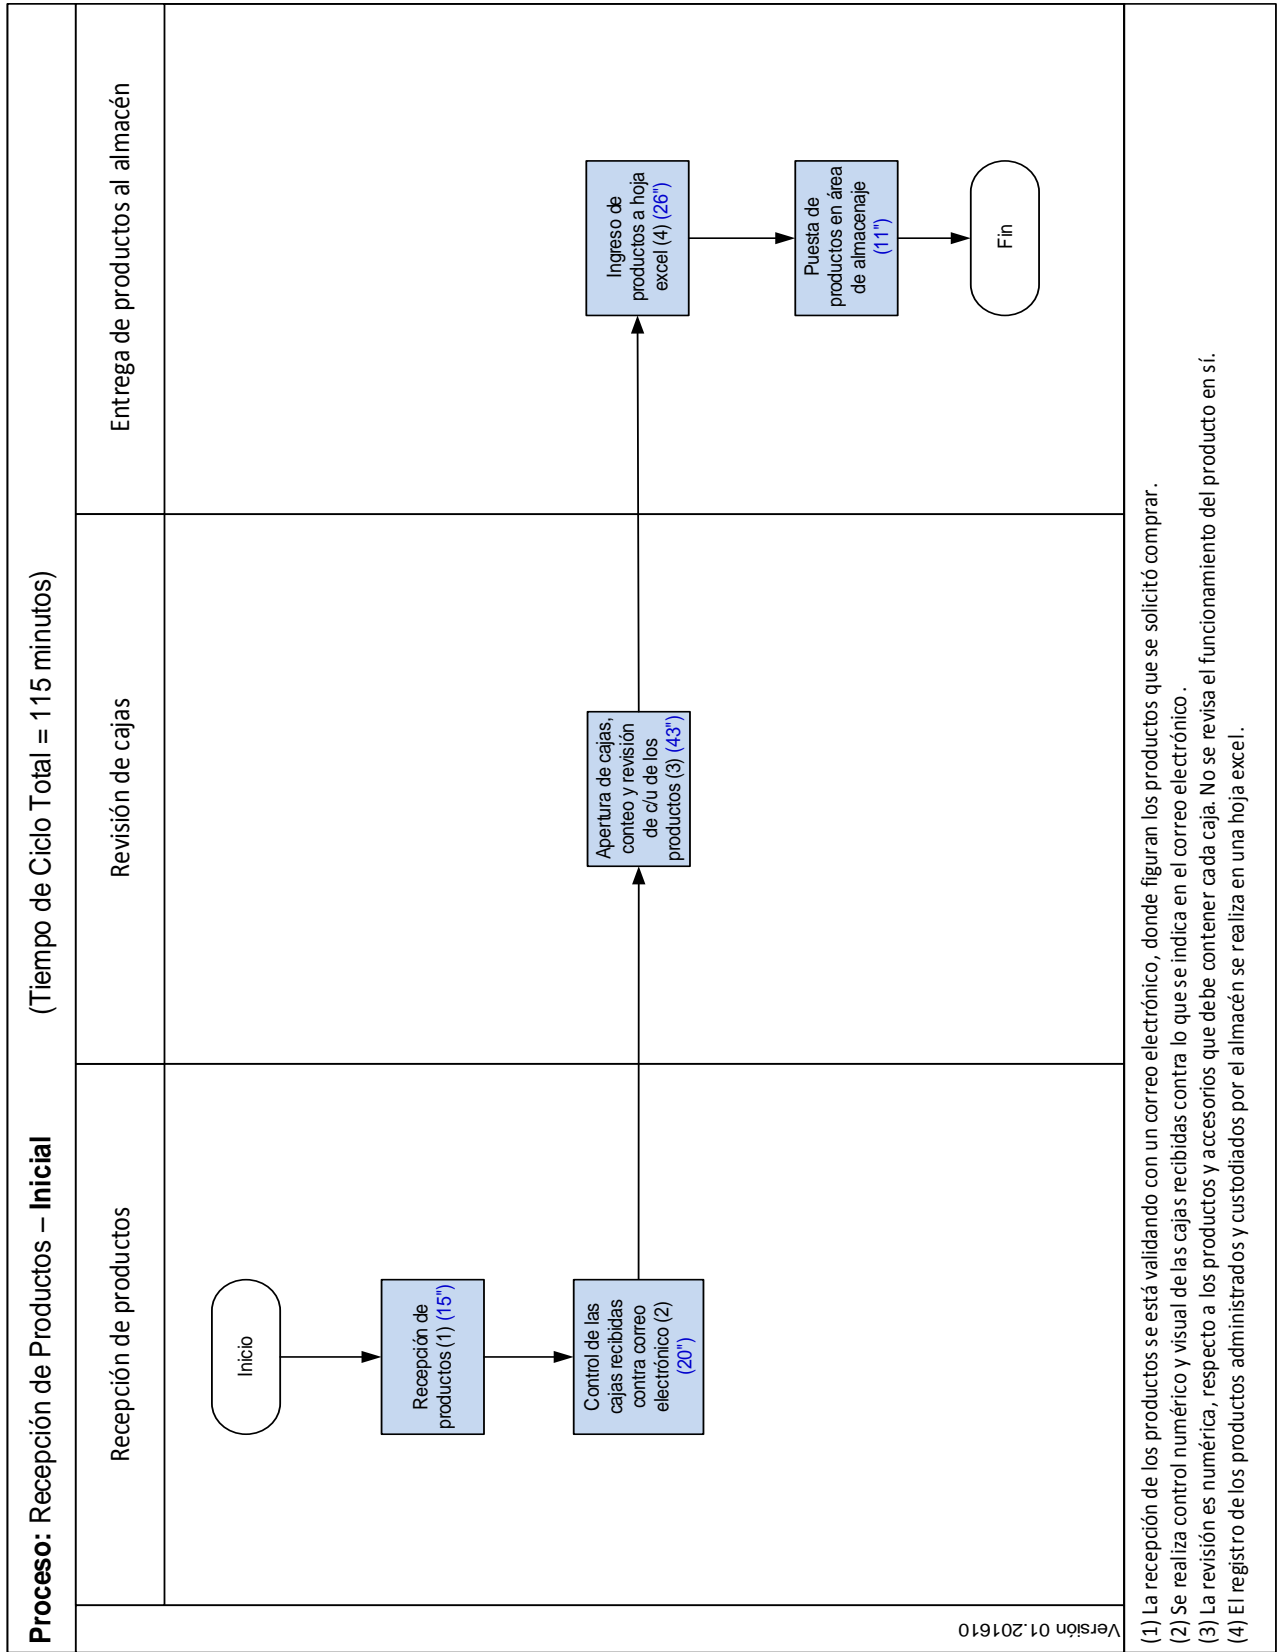 Proceso: Recepción de Productos – Inicial (Tiempo de Ciclo Total = 115 minutos)
Recepción de productos
Revisión de cajas
Entrega de productos al almacén
Inicio
Recepción de
productos (1) (15")
Control de las
cajas recibidas
contra correo
electrónico (2)
(20")
Apertura de cajas,
conteo y revisión
de c/u de los
productos (3) (43")
Ingreso de
productos a hoja
excel (4) (26")
Puesta de
productos en área
de almacenaje
(11")
Fin
Versión 01.201610
(1) La recepción de los productos se está validando con un correo electrónico, donde figuran los productos que se solicitó comprar.
(2) Se realiza control numérico y visual de las cajas recibidas contra lo que se indica en el correo electrónico.
(3) La revisión es numérica, respecto a los productos y accesorios que debe contener cada caja. No se revisa el funcionamiento del producto en sí.
(4) El registro de los productos administrados y custodiados por el almacén se realiza en una hoja excel.